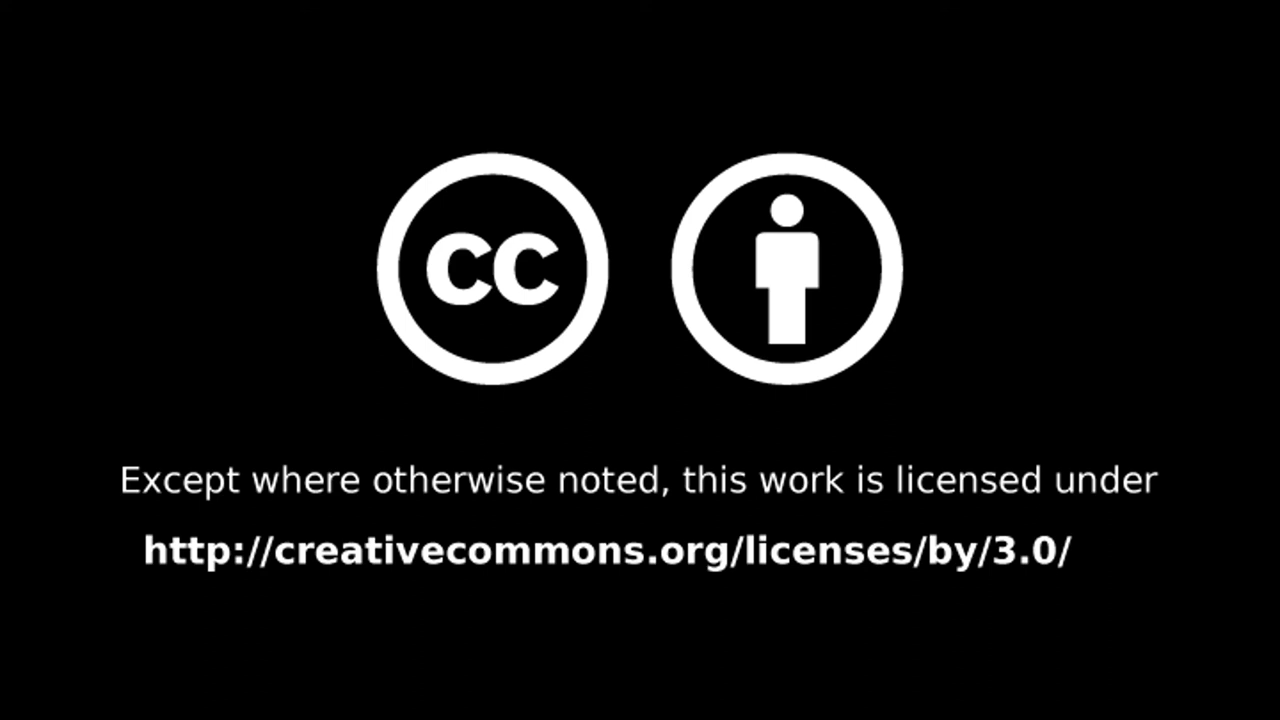 cc
Except where otherwise noted, this work is licensed under
http://creativecommons.org/licenses/by/3.0/